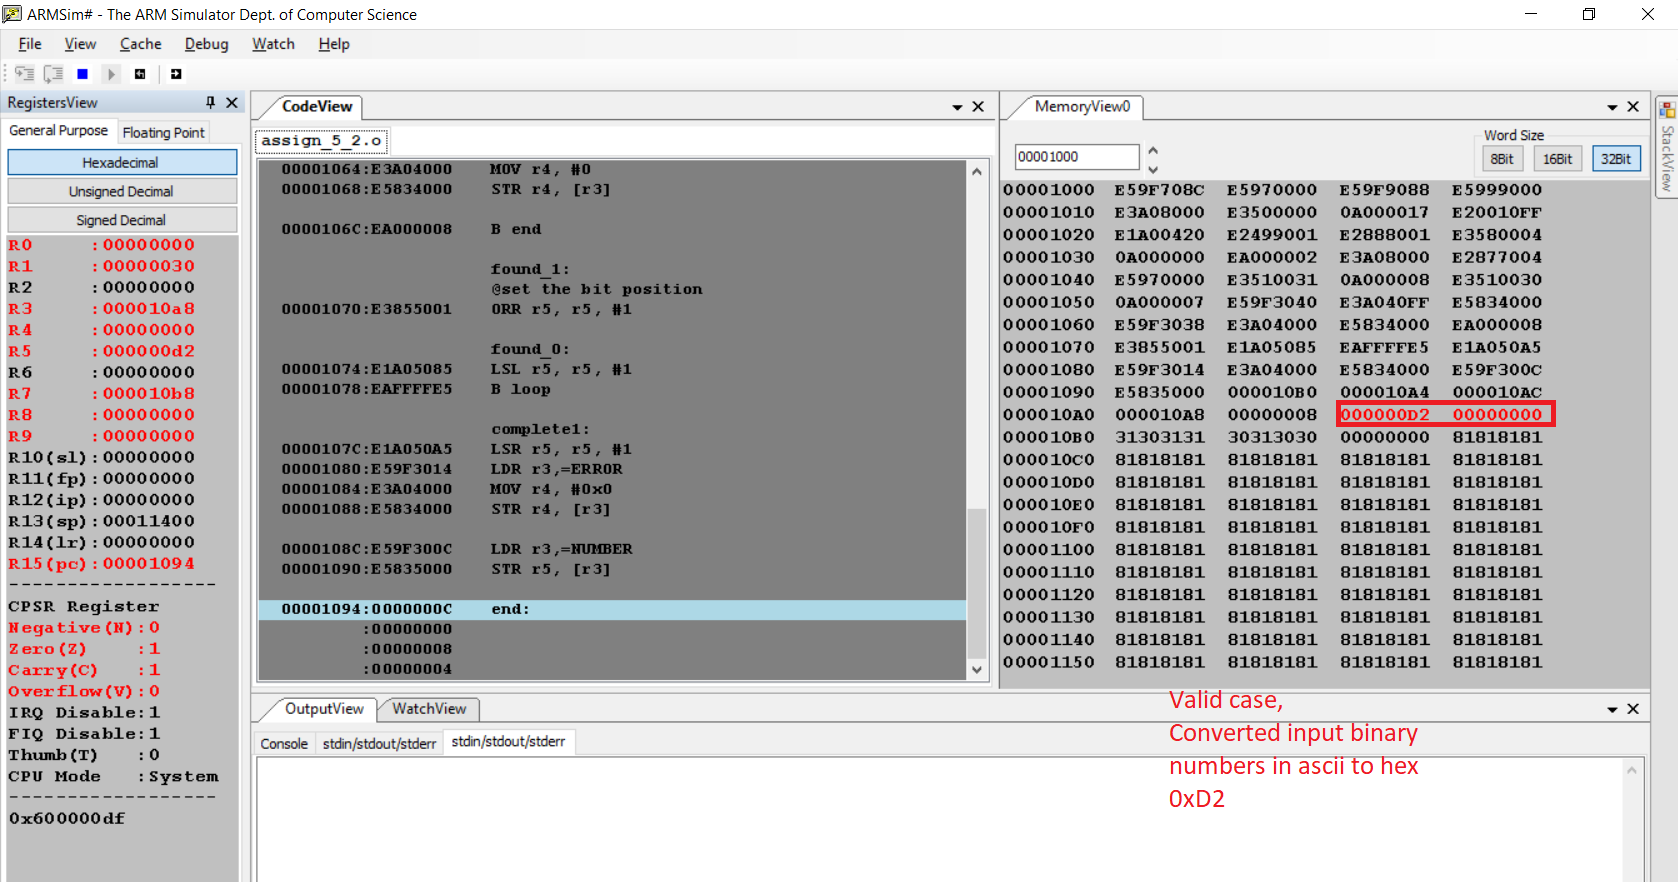 ARMSim# - The ARM Simulator Dept. of Computer Science
File View Cache Debug Watch Help
RegistersView
General Purpose Floating Point
Hexadecimal
Unsigned Decimal
Signed Decimal
R0 :00000000
R1 :00000030
R2 :00000000
R3 :000010a8
R4 :00000000
R5 :000000d2
R6 :00000000
R7 :000010b8
R8 :00000000
R9 :00000000
R10(sl):00000000
R11(fp):00000000
R12(ip):00000000
R13(sp):00011400
R14(lr):00000000
R15(pc):00001094
------------------
CPSR Register
Negative(N):0
Zero(Z) :1
Carry(C) :1
Overflow(V):0
IRQ Disable:1
FIQ Disable:1
Thumb(T) :0
CPU Mode :System
------------------
0x600000df
CodeView
assign_5_2.o
00001064:E3A04000 MOV r4, #0
00001068:E5834000 STR r4, [r3]
0000106C:EA000008 B end
found_1:
@set the bit position
00001070:E3855001 ORR r5, r5, #1
found_0:
00001074:E1A05085 LSL r5, r5, #1
00001078:EAFFFFE5 B loop
complete1:
0000107C:E1A050A5 LSR r5, r5, #1
00001080:E59F3014 LDR r3,=ERROR
00001084:E3A04000 MOV r4, #0x0
00001088:E5834000 STR r4, [r3]
0000108C:E59F300C LDR r3,=NUMBER
00001090:E5835000 STR r5, [r3]
00001094:0000000C end:
:00000000
:00000008
:00000004
MemoryView0
Word Size
00001000 8Bit 16Bit 32Bit
00001000 E59F708C E5970000 E59F9088 E5999000
00001010 E3A08000 E3500000 0A000017 E20010FF
00001020 E1A00420 E2499001 E2888001 E3580004
00001030 0A000000 EA000002 E3A08000 E2877004
00001040 E5970000 E3510031 0A000008 E3510030
00001050 0A000007 E59F3040 E3A040FF E5834000
00001060 E59F3038 E3A04000 E5834000 EA000008
00001070 E3855001 E1A05085 EAFFFFE5 E1A050A5
00001080 E59F3014 E3A04000 E5834000 E59F300C
00001090 E5835000 000010B0 000010A4 000010AC
000010A0 000010A8 00000008 000000D2 00000000
000010B0 31303131 30313030 00000000 81818181
000010C0 81818181 81818181 81818181 81818181
000010D0 81818181 81818181 81818181 81818181
000010E0 81818181 81818181 81818181 81818181
000010F0 81818181 81818181 81818181 81818181
00001100 81818181 81818181 81818181 81818181
00001110 81818181 81818181 81818181 81818181
00001120 81818181 81818181 81818181 81818181
00001130 81818181 81818181 81818181 81818181
00001140 81818181 81818181 81818181 81818181
00001150 81818181 81818181 81818181 81818181
StackView
OutputView WatchView
Console stdin/stdout/stderr stdin/stdout/stderr
Valid case,
Converted input binary
numbers in ascii to hex
0xD2